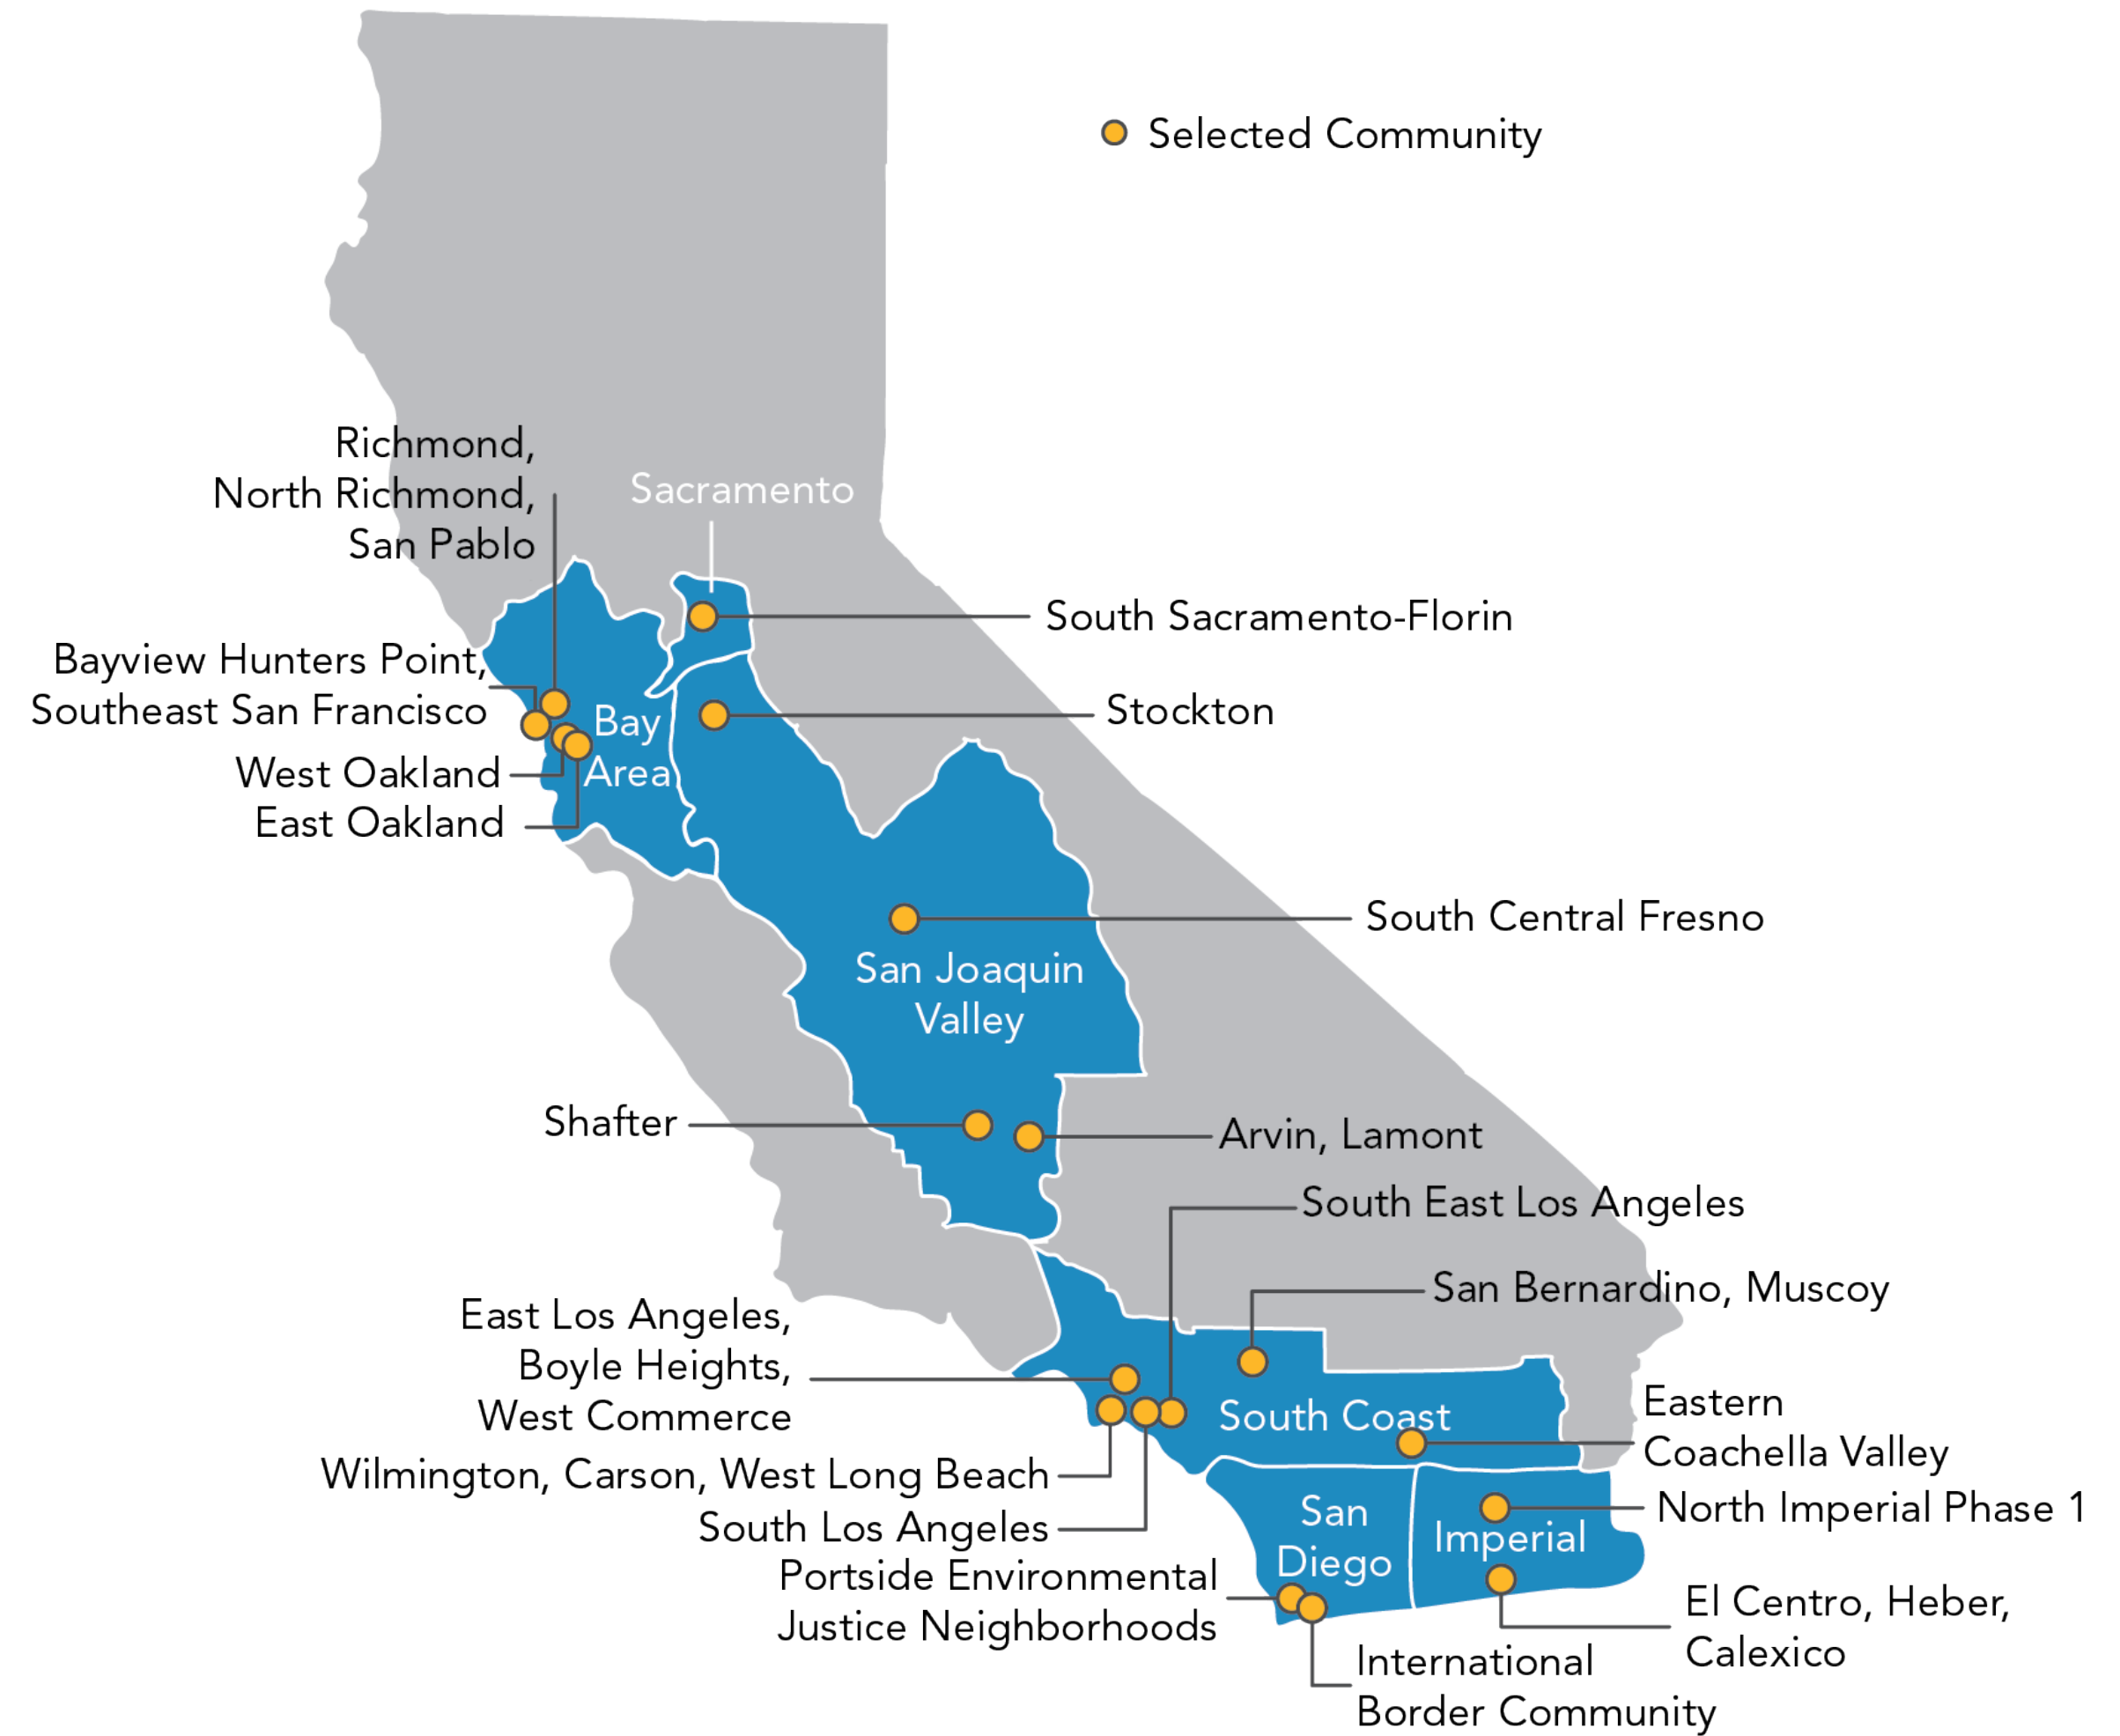 Selected Community
Richmond,
North Richmond,
San Pablo
Sacramento
South Sacramento-Florin
Bayview Hunters Point,
Southeast San Francisco
Stockton
Bay
Area
West Oakland
East Oakland
South Central Fresno
San Joaquin
Valley
Shafter
Arvin, Lamont
South East Los Angeles
San Bernardino, Muscoy
East Los Angeles,
Boyle Heights,
West Commerce
South Coast
Eastern
Coachella Valley
Wilmington, Carson, West Long Beach
South Los Angeles
North Imperial Phase 1
San
Diego
Imperial
Portside Environmental
Justice Neighborhoods
El Centro, Heber,
Calexico
International
Border Community